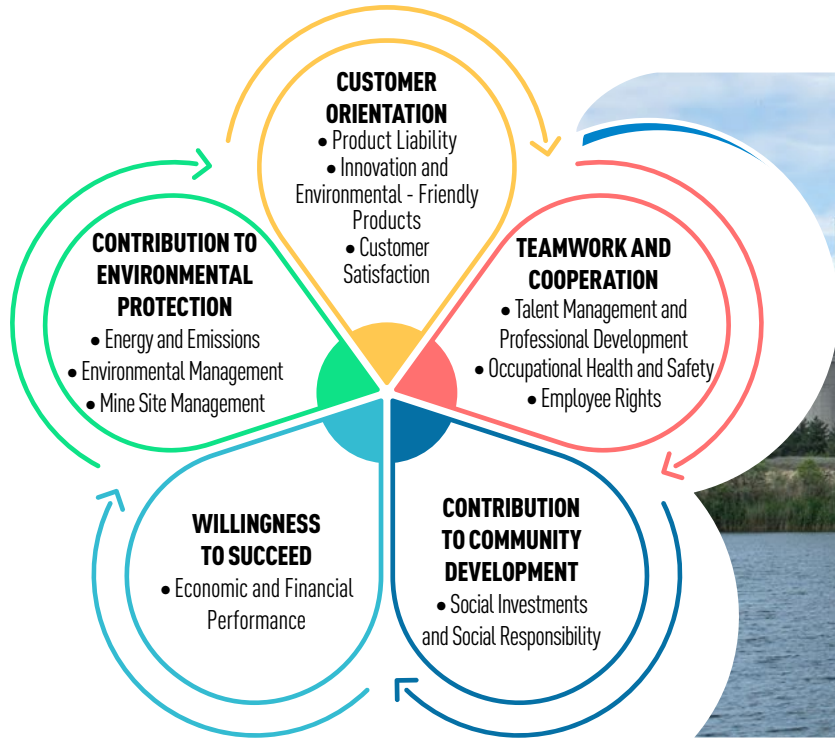 CUSTOMER
ORIENTATION
• Product Liability
• Innovation and
Environmental - Friendly
Products
• Customer
Satisfaction
TEAMWORK AND
COOPERATION
• Talent Management and
Professional Development
• Occupational Health and Safety
• Employee Rights
CONTRIBUTION
TO COMMUNITY
DEVELOPMENT
• Social Investments
and Social Responsibility
WILLINGNESS
TO SUCCEED
• Economic and Financial
Performance
CONTRIBUTION TO
ENVIRONMENTAL
PROTECTION
• Energy and Emissions
• Environmental Management
• Mine Site Management